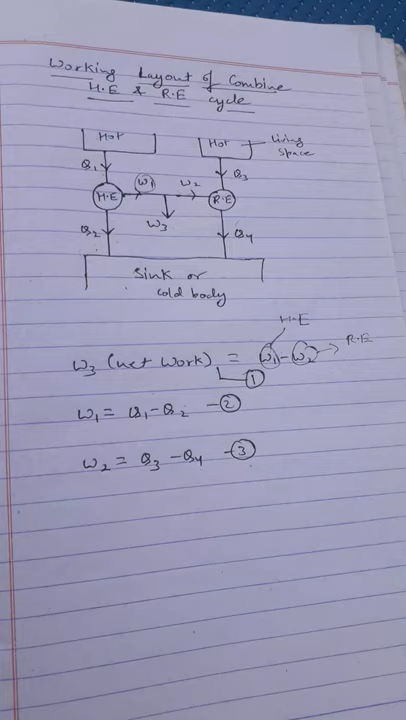 Working Layout of Combine
H.E & R.E cycle
Hot
Hot
Living
Space
Q1
W1
W2
Q3
H.E
R.E
W3
Q2
Q4
Sink or
cold body
H.E
W3 (net work) = W1 - W2
R.E
1
W1 = Q1 - Q2 - 2
W2 = Q3 - Q4 - 3